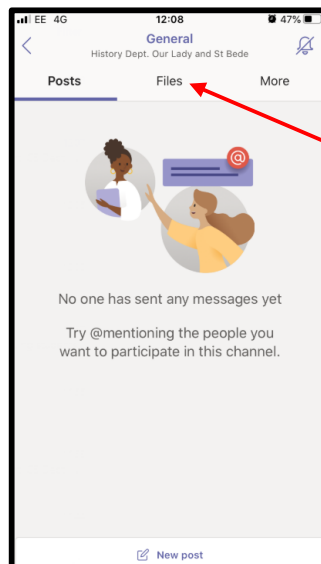 EE 4G 12:08 47%
General
History Dept. Our Lady and St Bede
Posts Files More
@
No one has sent any messages yet
Try @mentioning the people you
want to participate in this channel.
New post